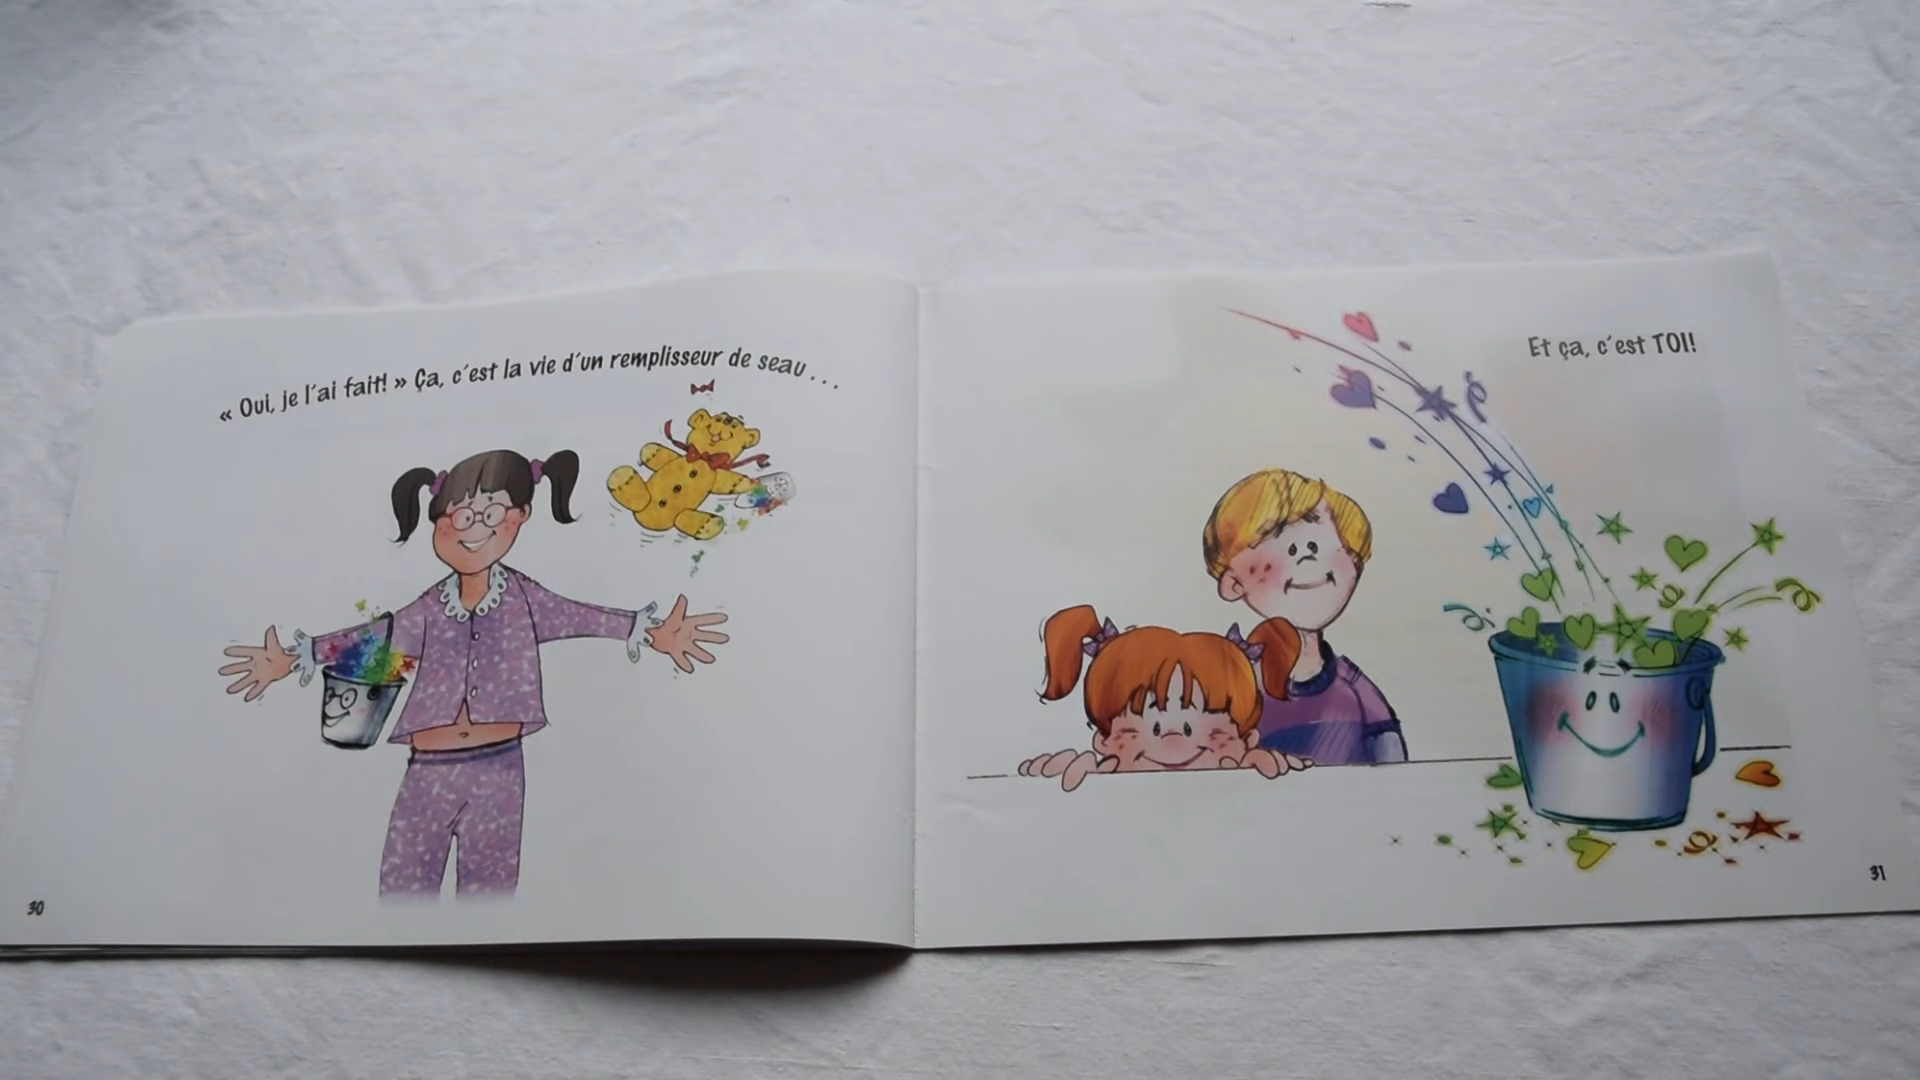 « Oui, je l'ai fait! » Ça, c'est la vie d'un remplisseur de seau . . .
30
Et ça, c'est TOI!
31